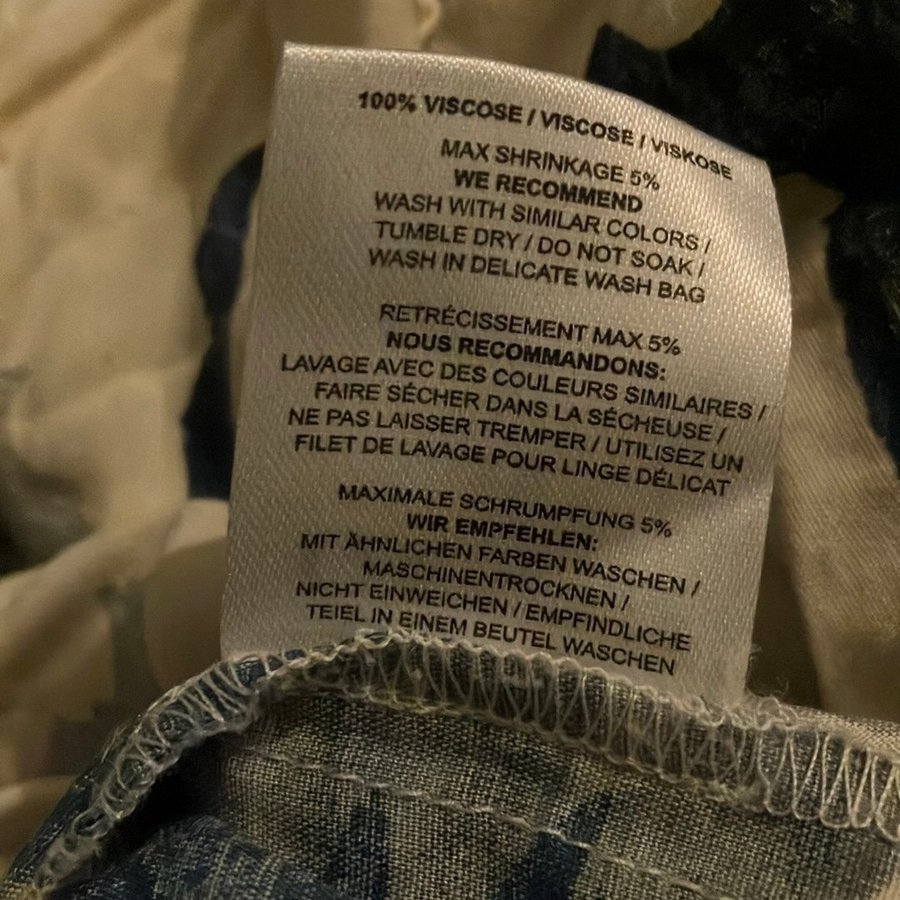 100% VISCOSE / VISCOSE / VISKOSE
MAX SHRINKAGE 5%
WE RECOMMEND
WASH WITH SIMILAR COLORS /
TUMBLE DRY / DO NOT SOAK /
WASH IN DELICATE WASH BAG
RETRÉCISSEMENT MAX 5%
NOUS RECOMMANDONS:
LAVAGE AVEC DES COULEURS SIMILAIRES /
FAIRE SÉCHER DANS LA SÉCHEUSE /
NE PAS LAISSER TREMPER / UTILISEZ UN
FILET DE LAVAGE POUR LINGE DÉLICAT
MAXIMALE SCHRUMPFUNG 5%
WIR EMPFEHLEN:
MIT ÄHNLICHEN FARBEN WASCHEN /
MASCHINENTROCKNEN /
NICHT EINWEICHEN / EMPFINDLICHE
TEIEL IN EINEM BEUTEL WASCHEN